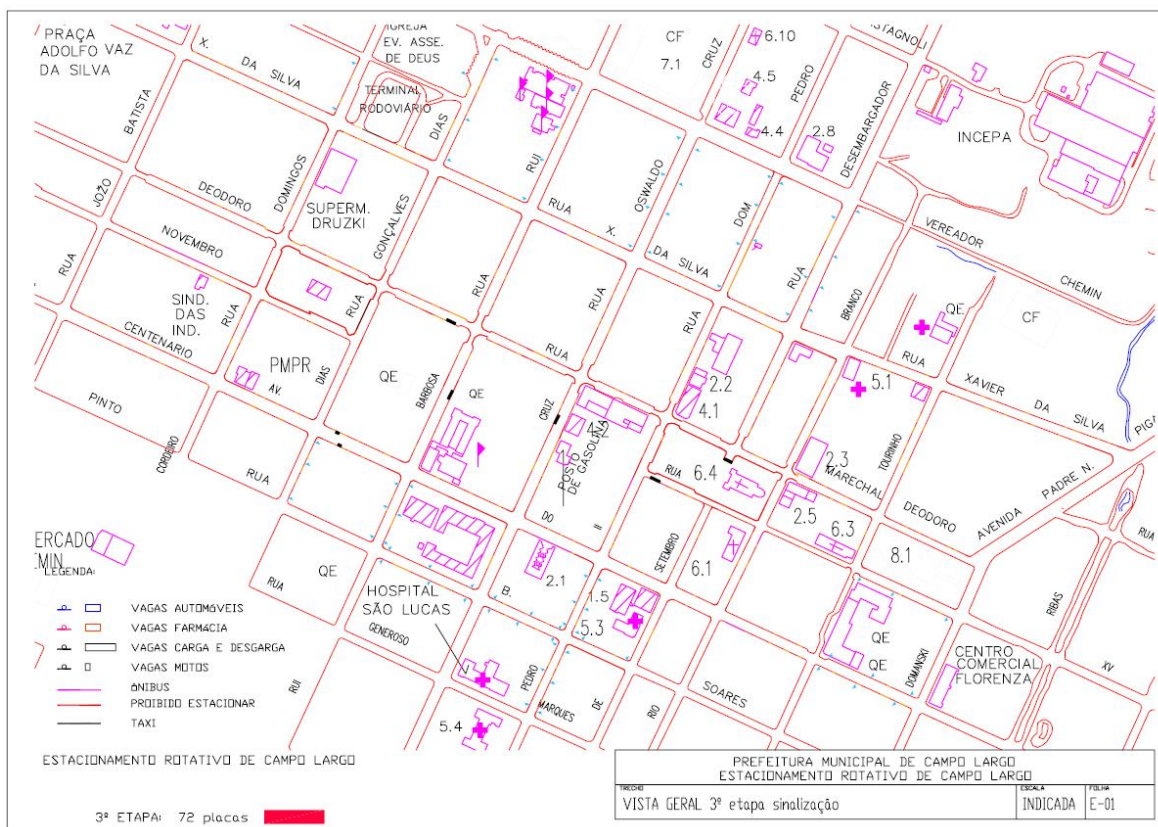 PRAÇA
ADOLFO VAZ
DA SILVA
X.
DA SILVA
IGREJA
EV. ASSE.
DE DEUS
TERMINAL
RODOVIÁRIO
DIAS
RUI
CF
7.1
CRUZ
6.10
4.5
4.4
PEDRO
2.8
DESEMBARGADOR
INCEPA
BATISTA
JOÃO
DEODORO
DOMINGOS
SUPERM.
DRUZKI
GONÇALVES
RUA
X.
OSWALDO
DA SILVA
DOM
RUA
VEREADOR
CHEMIN
NOVEMBRO
RUA
SIND.
DAS
IND.
RUA
RUA
RUA
RUA
RUA
BRANCO
QE
CF
CENTENARIO
PMPR
AV.
DIAS
QE
BARBOSA
QE
RUA
CRUZ
4.2
POSTO
DE GASOLINA
2.2
4.1
5.1
RUA
XAVIER
DA SILVA
PINTO
CORDEIRO
RUA
DO
II
RUA
6.4
2.3
TOURINHO
MARECHAL
DEODORO
AVENIDA
PADRE N.
RUA
SETEMBRO
2.5
6.3
8.1
6.1
RUA
QE
B.
2.1
1.5
5.3
HOSPITAL
SÃO LUCAS
GENEROSO
RUI
PEDRO
MARQUES
DE
RIO
SOARES
QE
QE
DOMANSKI
CENTRO
COMERCIAL
FLORENZA
RIBAS
XV
5.4
ERCADO
MIN
LEGENDA:
VAGAS AUTOMÓVEIS
VAGAS FARMÁCIA
VAGAS CARGA E DESGARGA
VAGAS MOTOS
ÔNIBUS
PROIBIDO ESTACIONAR
TAXI
ESTACIONAMENTO ROTATIVO DE CAMPO LARGO
3ª ETAPA: 72 placas
PREFEITURA MUNICIPAL DE CAMPO LARGO
ESTACIONAMENTO ROTATIVO DE CAMPO LARGO
TRECHO
VISTA GERAL 3ª etapa sinalização
ESCALA
INDICADA
FOLHA
E-01